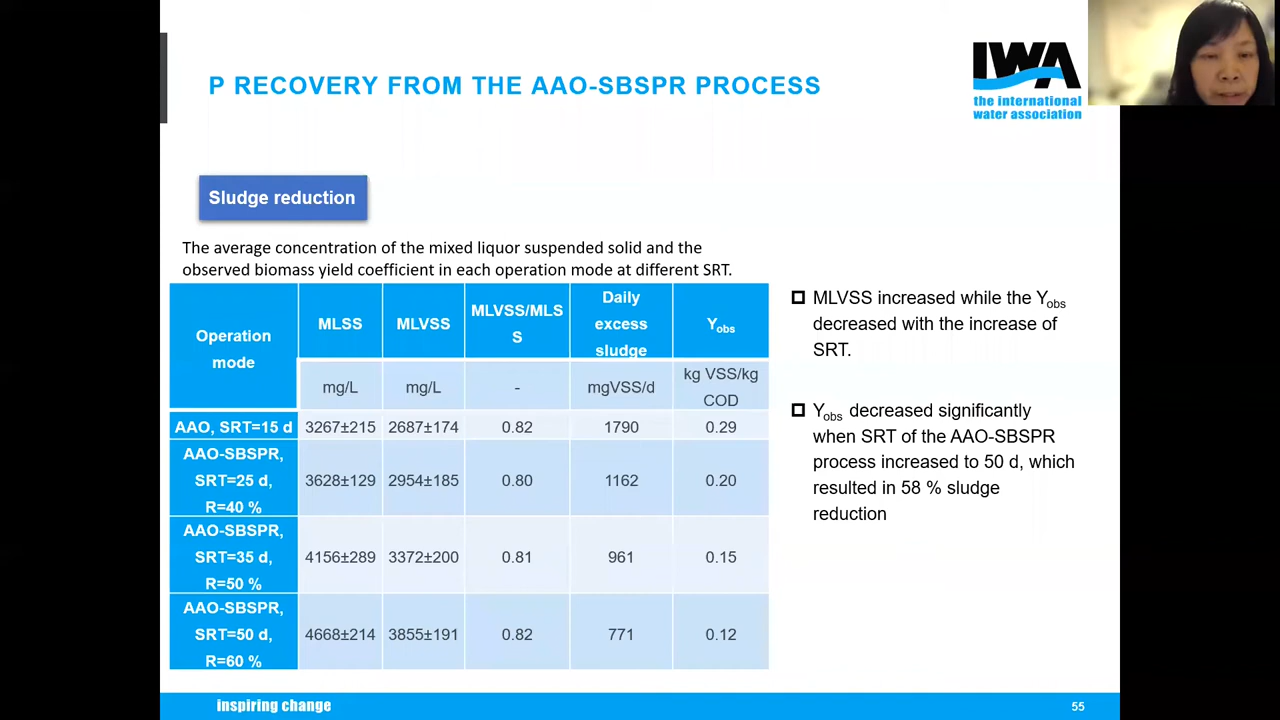 P RECOVERY FROM THE AAO-SBSPR PROCESS
IWA
the international
water association
Sludge reduction
The average concentration of the mixed liquor suspended solid and the
observed biomass yield coefficient in each operation mode at different SRT.
Operation
mode
MLSS
MLVSS
MLVSS/MLS
S
Daily
excess
sludge
Yobs
mg/L
mg/L
-
mgVSS/d
kg VSS/kg
COD
AAO, SRT=15 d
3267±215
2687±174
0.82
1790
0.29
AAO-SBSPR,
SRT=25 d,
R=40 %
3628±129
2954±185
0.80
1162
0.20
AAO-SBSPR,
SRT=35 d,
R=50 %
4156±289
3372±200
0.81
961
0.15
AAO-SBSPR,
SRT=50 d,
R=60 %
4668±214
3855±191
0.82
771
0.12
MLVSS increased while the Yobs
decreased with the increase of
SRT.
Yobs decreased significantly
when SRT of the AAO-SBSPR
process increased to 50 d, which
resulted in 58 % sludge
reduction
inspiring change
55